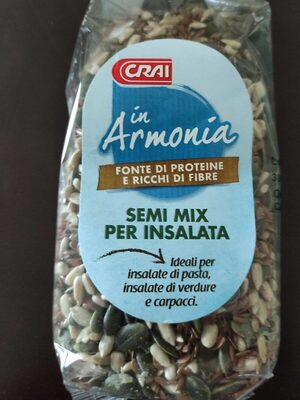 CRAI
in
Armonia
FONTE DI PROTEINE
E RICCHI DI FIBRE
SEMI MIX
PER INSALATA
Ideali per
insalate di pasta,
insalate di verdure
e carpacci.